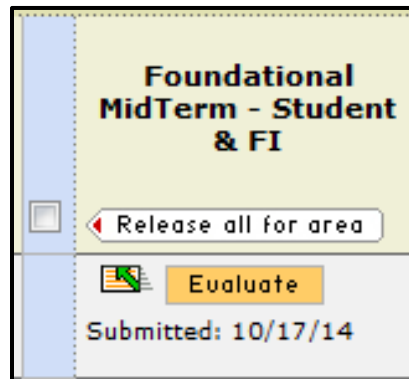 Foundational
MidTerm - Student
& FI
Release all for area
Evaluate
Submitted: 10/17/14